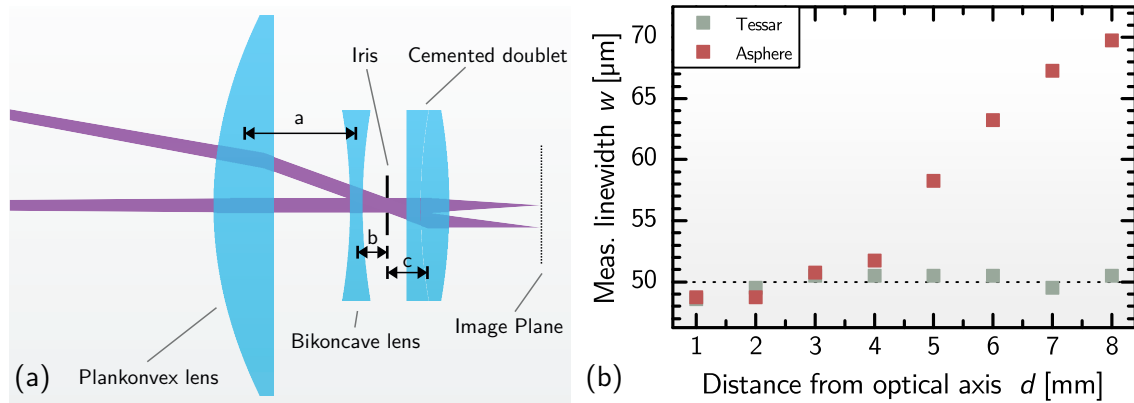 Iris
Cemented doublet
a
b
c
Bikoncave lens
Image Plane
Plankonvex lens
(a)
Tessar
Asphere
Meas. linewidth w [µm]
70
65
60
55
50
1 2 3 4 5 6 7 8
Distance from optical axis d [mm]
(b)